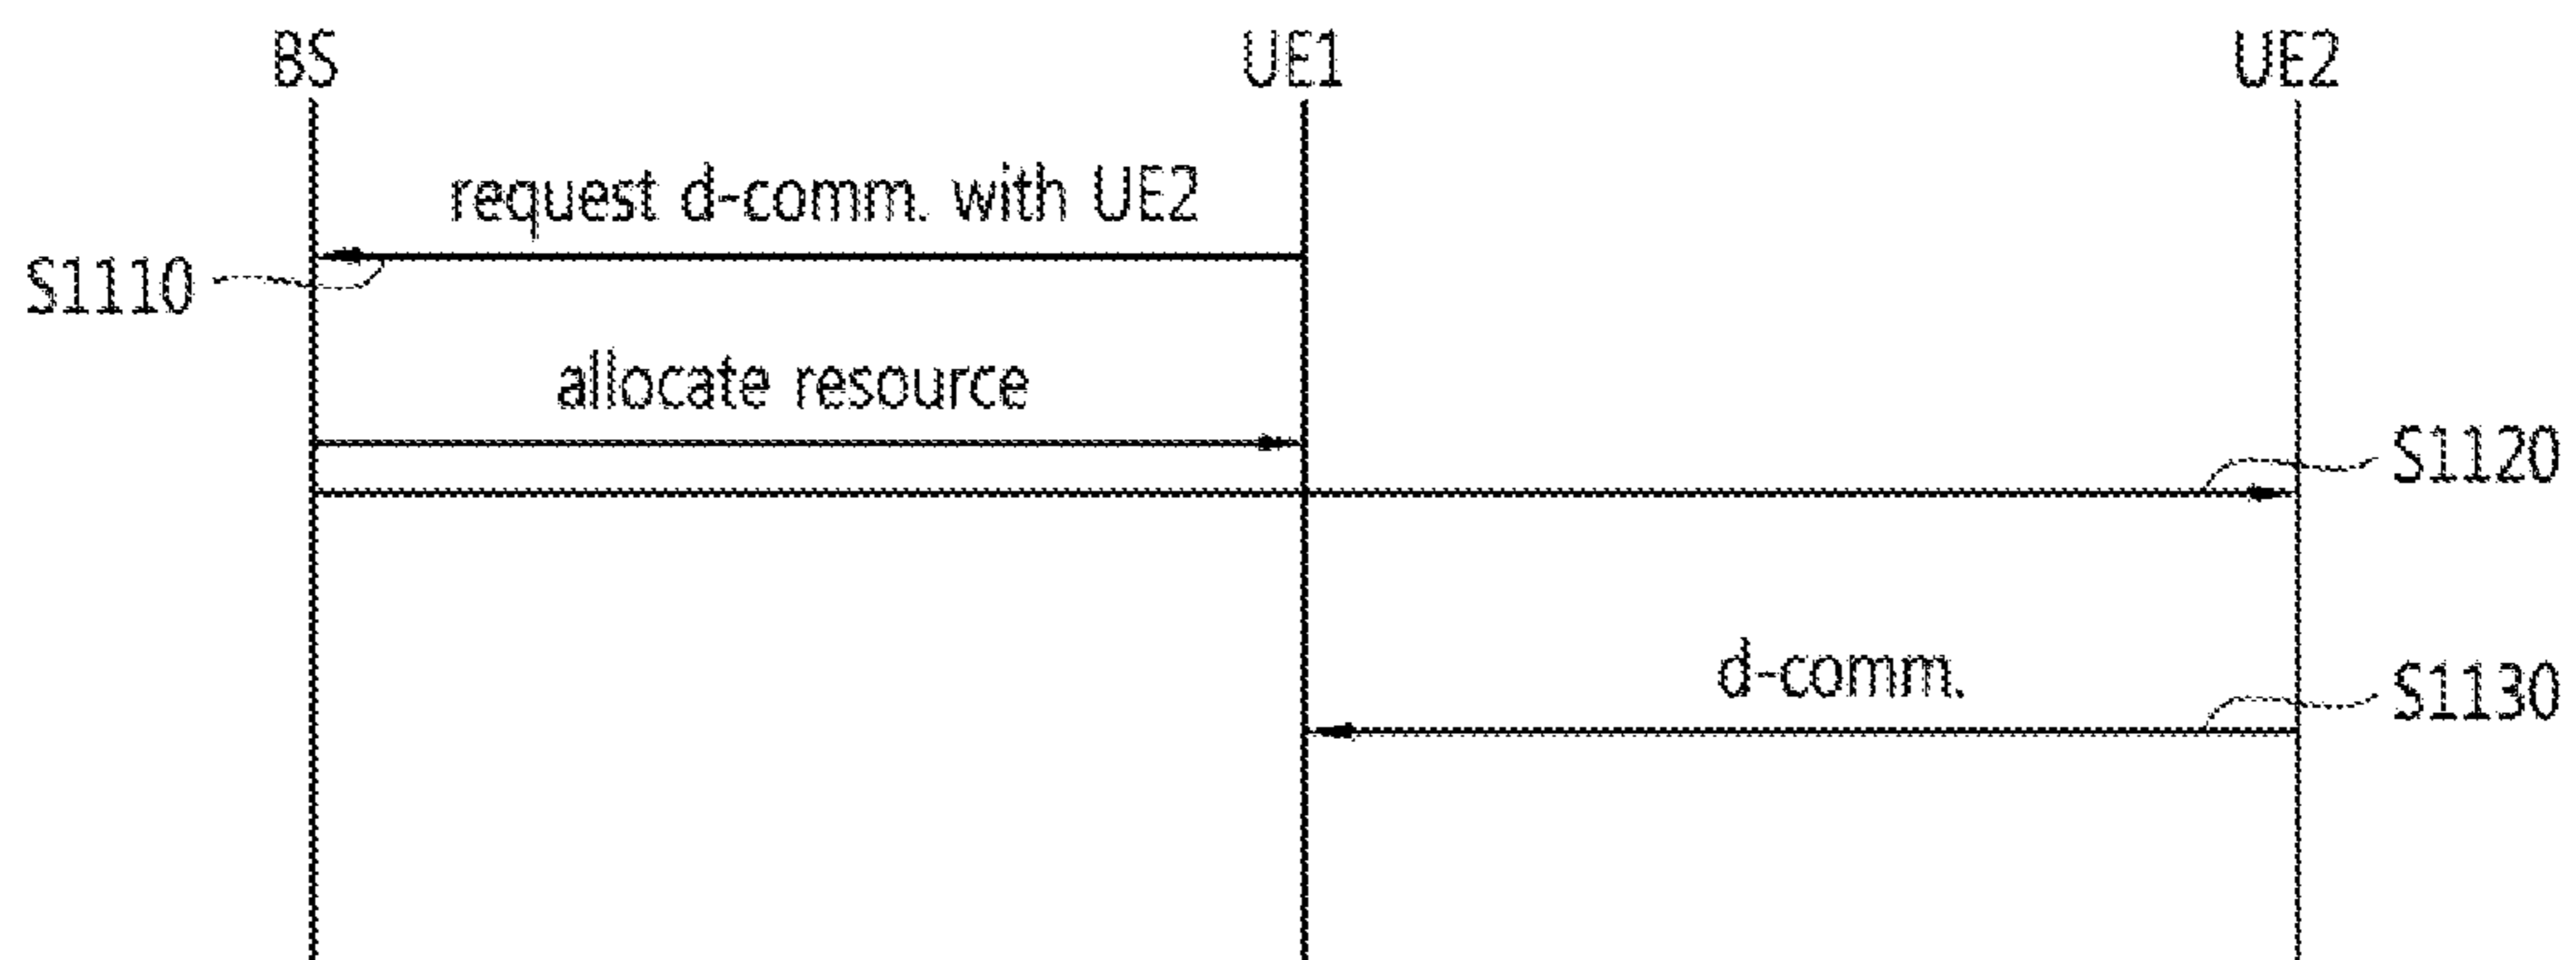 BS UE1 UE2
request d-comm. with UE2
S1110
allocate resource
S1120
d-comm.
S1130